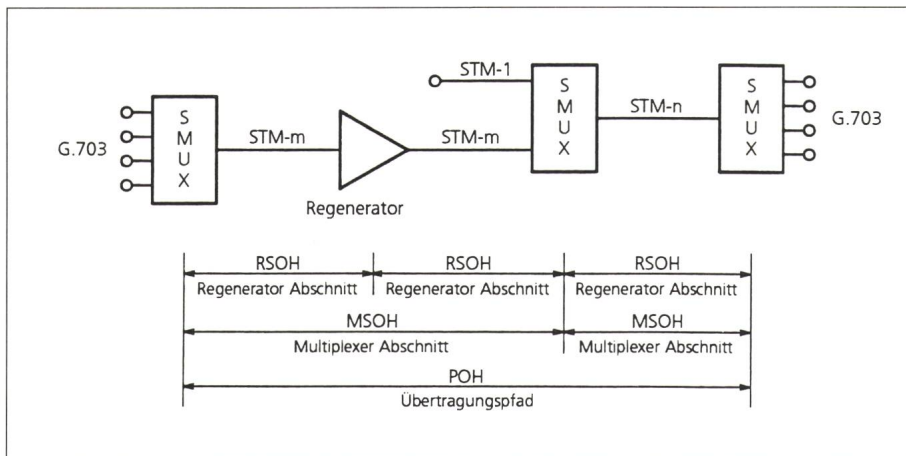 STM-1
S
M
U
X
S
M
U
X
S
M
U
X
G.703
STM-m
STM-m
STM-n
G.703
Regenerator
RSOH
RSOH
RSOH
Regenerator Abschnitt
Regenerator Abschnitt
Regenerator Abschnitt
MSOH
MSOH
Multiplexer Abschnitt
Multiplexer Abschnitt
POH
Übertragungspfad